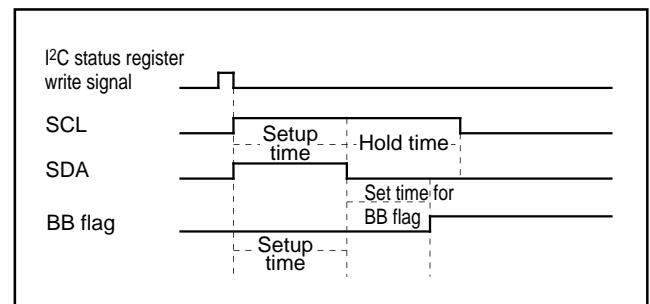 I2C status register
write signal
SCL
Setup
time
Hold time
SDA
Set time for
BB flag
BB flag
Setup
time